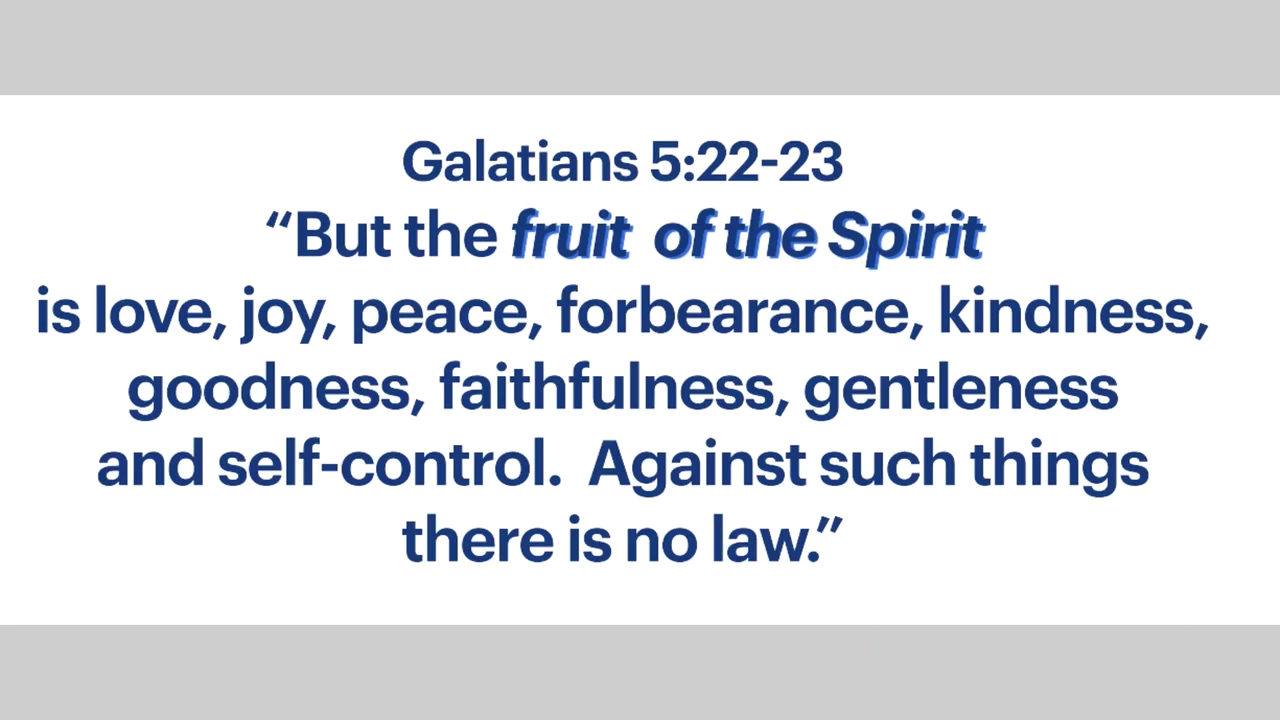 Galatians 5:22-23
“But the fruit  of the Spirit
is love, joy, peace, forbearance, kindness,
goodness, faithfulness, gentleness
and self-control.  Against such things
there is no law.”